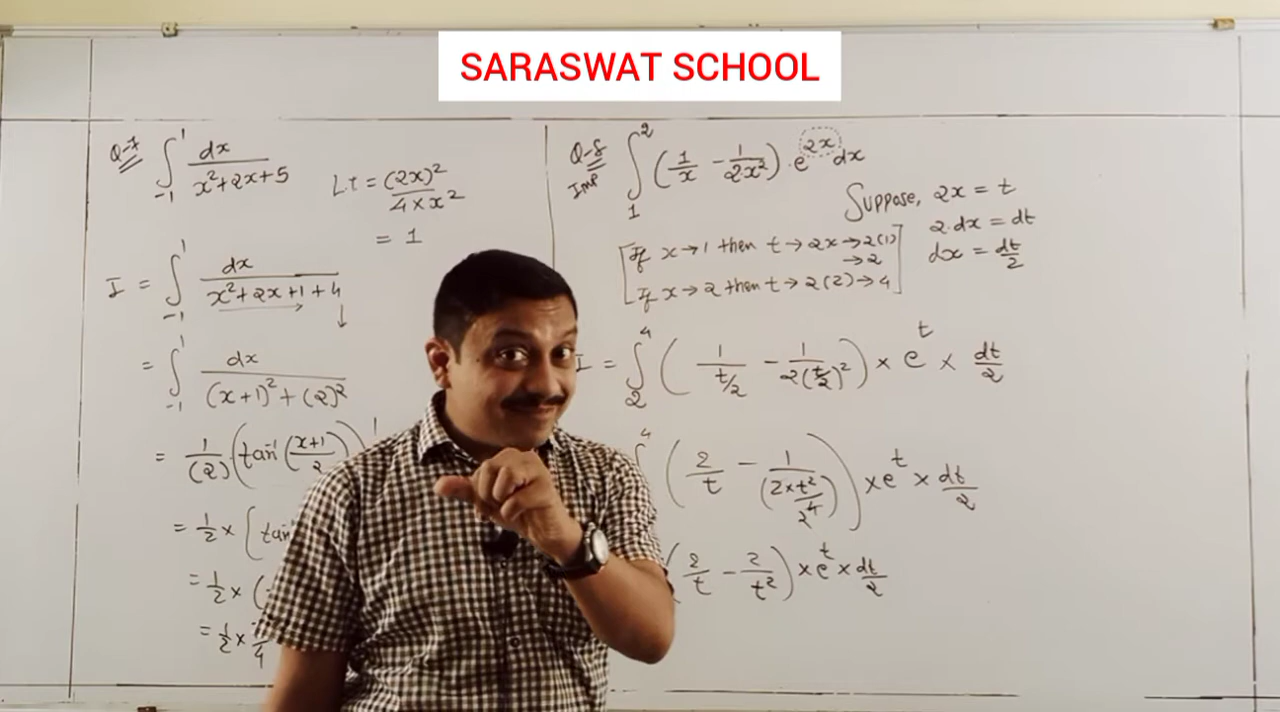 SARASWAT SCHOOL
Q-7 ∫₋₁¹ dx/(x²+2x+5)
L.t = (2x)²/(4 × x²)
= 1
I = ∫₋₁¹ dx/(x²+2x+1+4)
↓
= ∫₋₁¹ dx/((x+1)²+(2)²)
= 1/(2) (tan⁻¹((x+1)/2))¹
= 1/2 × [tan
= 1/2 × (
= 1/2 × /4
Q-8 ∫₁² (1/x - 1/2x²) · e^2x dx
Imp
Suppose, 2x = t
2·dx = dt
dx = dt/2
[If x→1 then t→2x→2(1)
→2
If x→2 then t→2(2)→4]
I = ∫₂⁴ (1/(t/2) - 1/(2(t/2)²)) × e^t × dt/2
∫⁴ (2/t - 1/(2×t²/4)) × e^t × dt/2
(2/t - 2/t²) × e^t × dt/2